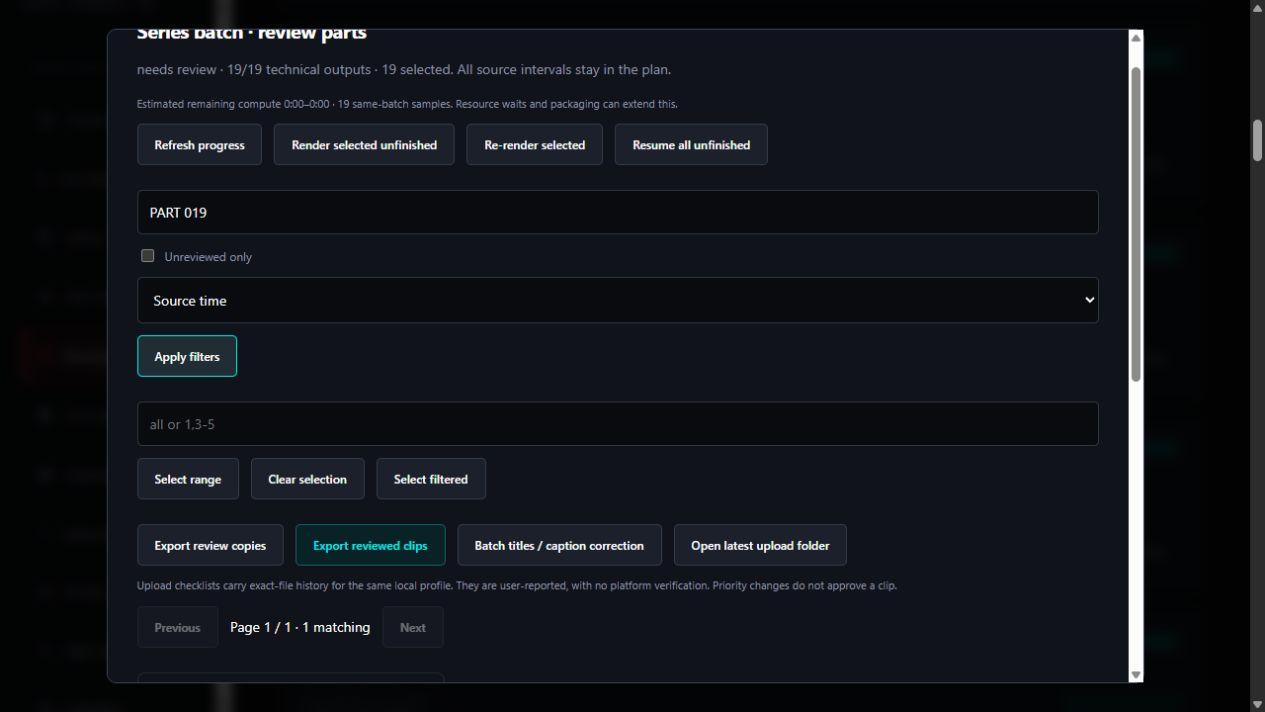 Series batch · review parts
needs review · 19/19 technical outputs · 19 selected. All source intervals stay in the plan.
Estimated remaining compute 0:00–0:00 · 19 same-batch samples. Resource waits and packaging can extend this.
Refresh progress Render selected unfinished Re-render selected Resume all unfinished
PART 019
Unreviewed only
Source time
Apply filters
all or 1,3-5
Select range Clear selection Select filtered
Export review copies Export reviewed clips Batch titles / caption correction Open latest upload folder
Upload checklists carry exact-file history for the same local profile. They are user-reported, with no platform verification. Priority changes do not approve a clip.
Previous Page 1 / 1 · 1 matching Next